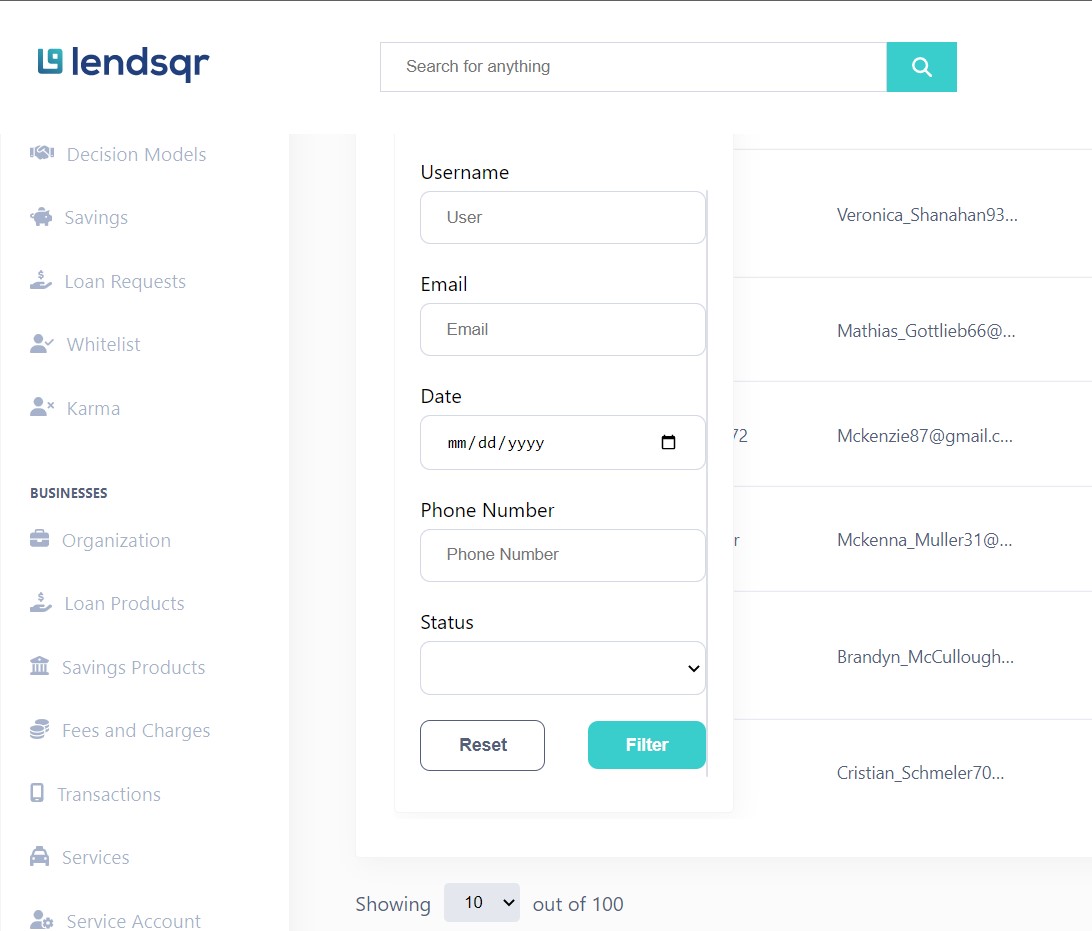 lendsqr
Search for anything
Decision Models
Savings
Loan Requests
Whitelist
Karma
BUSINESSES
Organization
Loan Products
Savings Products
Fees and Charges
Transactions
Services
Service Account
Username
User
Email
Email
Date
mm/dd/yyyy
Phone Number
Phone Number
Status
Reset
Filter
Veronica_Shanahan93...
Mathias_Gottlieb66@...
72
Mckenzie87@gmail.c...
r
Mckenna_Muller31@...
Brandyn_McCullough...
Cristian_Schmeler70...
Showing 10 out of 100